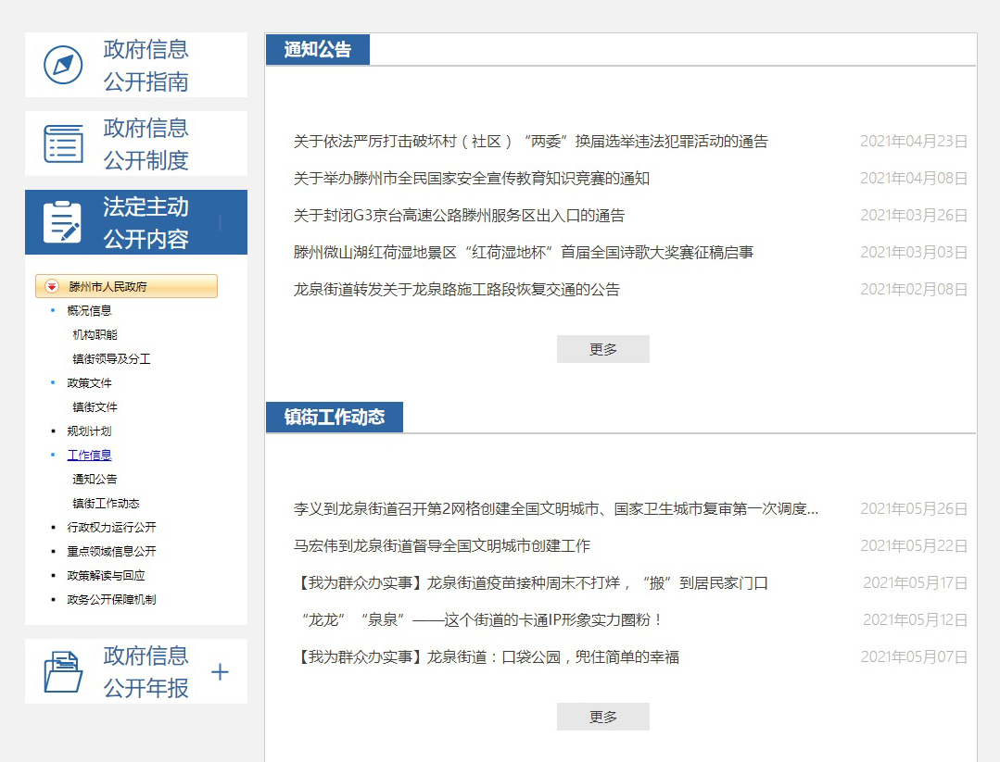 政府信息
公开指南
政府信息
公开制度
法定主动
公开内容
滕州市人民政府
概况信息
机构职能
镇街领导及分工
政策文件
镇街文件
规划计划
工作信息
通知公告
镇街工作动态
行政权力运行公开
重点领域信息公开
政策解读与回应
政务公开保障机制
政府信息
公开年报
通知公告
关于依法严厉打击破坏村（社区）“两委”换届选举违法犯罪活动的通告 2021年04月23日
关于举办滕州市全民国家安全宣传教育知识竞赛的通知 2021年04月08日
关于封闭G3京台高速公路滕州服务区出入口的通告 2021年03月26日
滕州微山湖红荷湿地景区“红荷湿地杯”首届全国诗歌大奖赛征稿启事 2021年03月03日
龙泉街道转发关于龙泉路施工路段恢复交通的公告 2021年02月08日
更多
镇街工作动态
李义到龙泉街道召开第2网格创建全国文明城市、国家卫生城市复审第一次调度... 2021年05月26日
马宏伟到龙泉街道督导全国文明城市创建工作 2021年05月22日
【我为群众办实事】龙泉街道疫苗接种周末不打烊，“搬”到居民家门口 2021年05月17日
“龙龙”“泉泉”——这个街道的卡通IP形象实力圈粉！ 2021年05月12日
【我为群众办实事】龙泉街道：口袋公园，兜住简单的幸福 2021年05月07日
更多